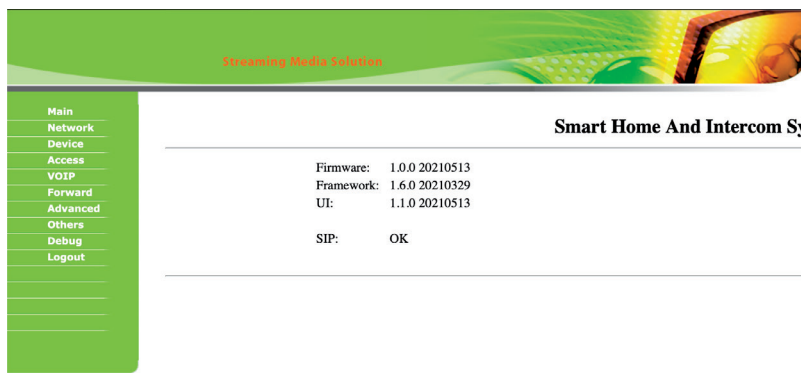 Streaming Media Solution
Main
Network
Device
Access
VOIP
Forward
Advanced
Others
Debug
Logout
Smart Home And Intercom Sy
Firmware: 1.0.0 20210513
Framework: 1.6.0 20210329
UI: 1.1.0 20210513
SIP: OK